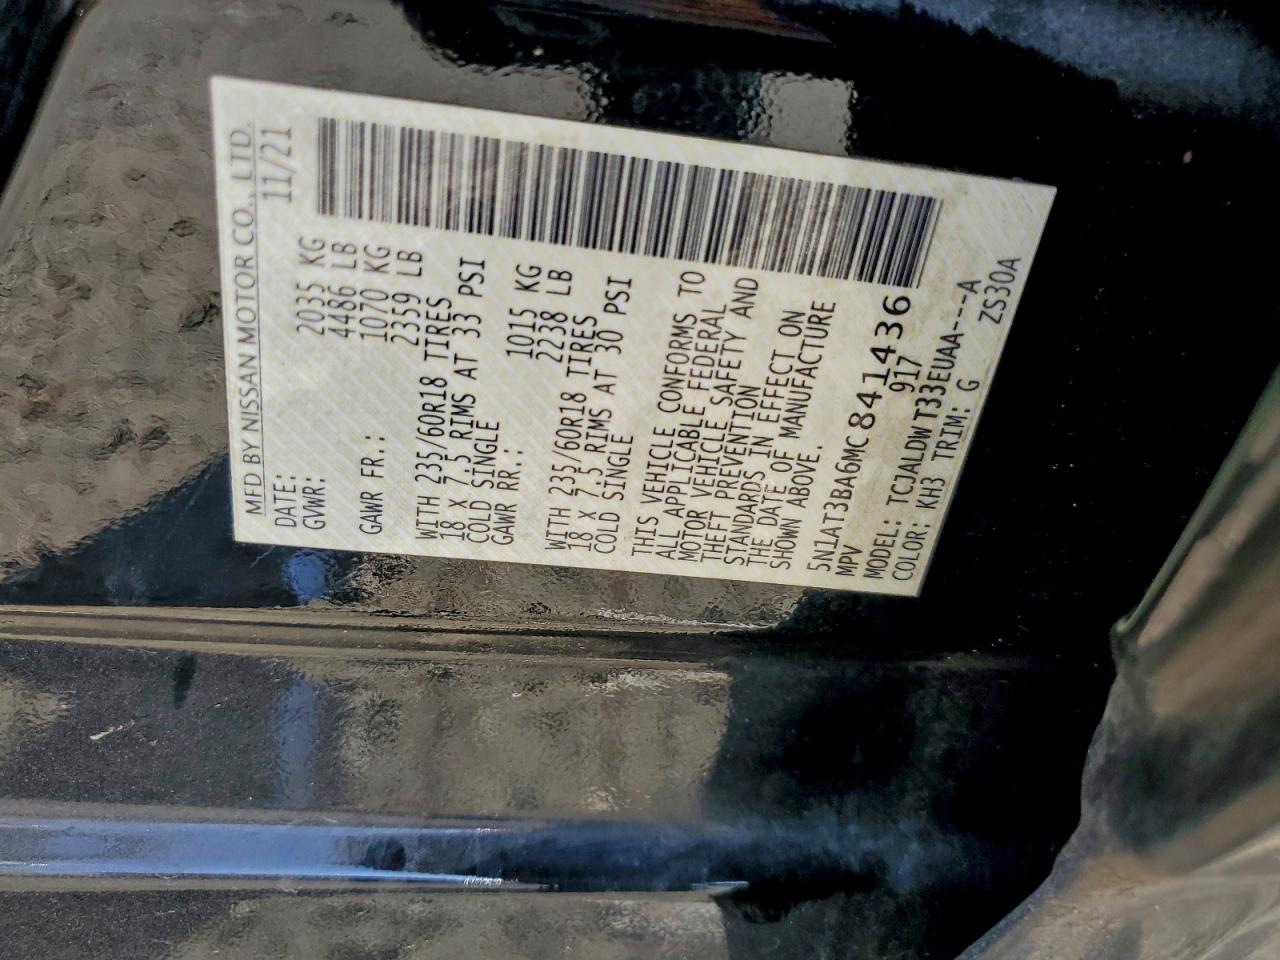 MFD BY NISSAN MOTOR CO., LTD.
DATE: 11/21
GVWR: 2035 KG
4486 LB
GAWR FR.: 1070 KG
2359 LB
WITH 235/60R18 TIRES
18 X 7.5 RIMS AT 33 PSI
COLD SINGLE
GAWR RR.: 1015 KG
2238 LB
WITH 235/60R18 TIRES
18 X 7.5 RIMS AT 30 PSI
COLD SINGLE
THIS VEHICLE CONFORMS TO
ALL APPLICABLE FEDERAL
MOTOR VEHICLE SAFETY AND
THEFT PREVENTION
STANDARDS IN EFFECT ON
THE DATE OF MANUFACTURE
SHOWN ABOVE.
5N1AT3BA6MC841436
MPV 917
MODEL: TCJALDWT33EUAA---A
COLOR: KH3 TRIM: G ZS30A